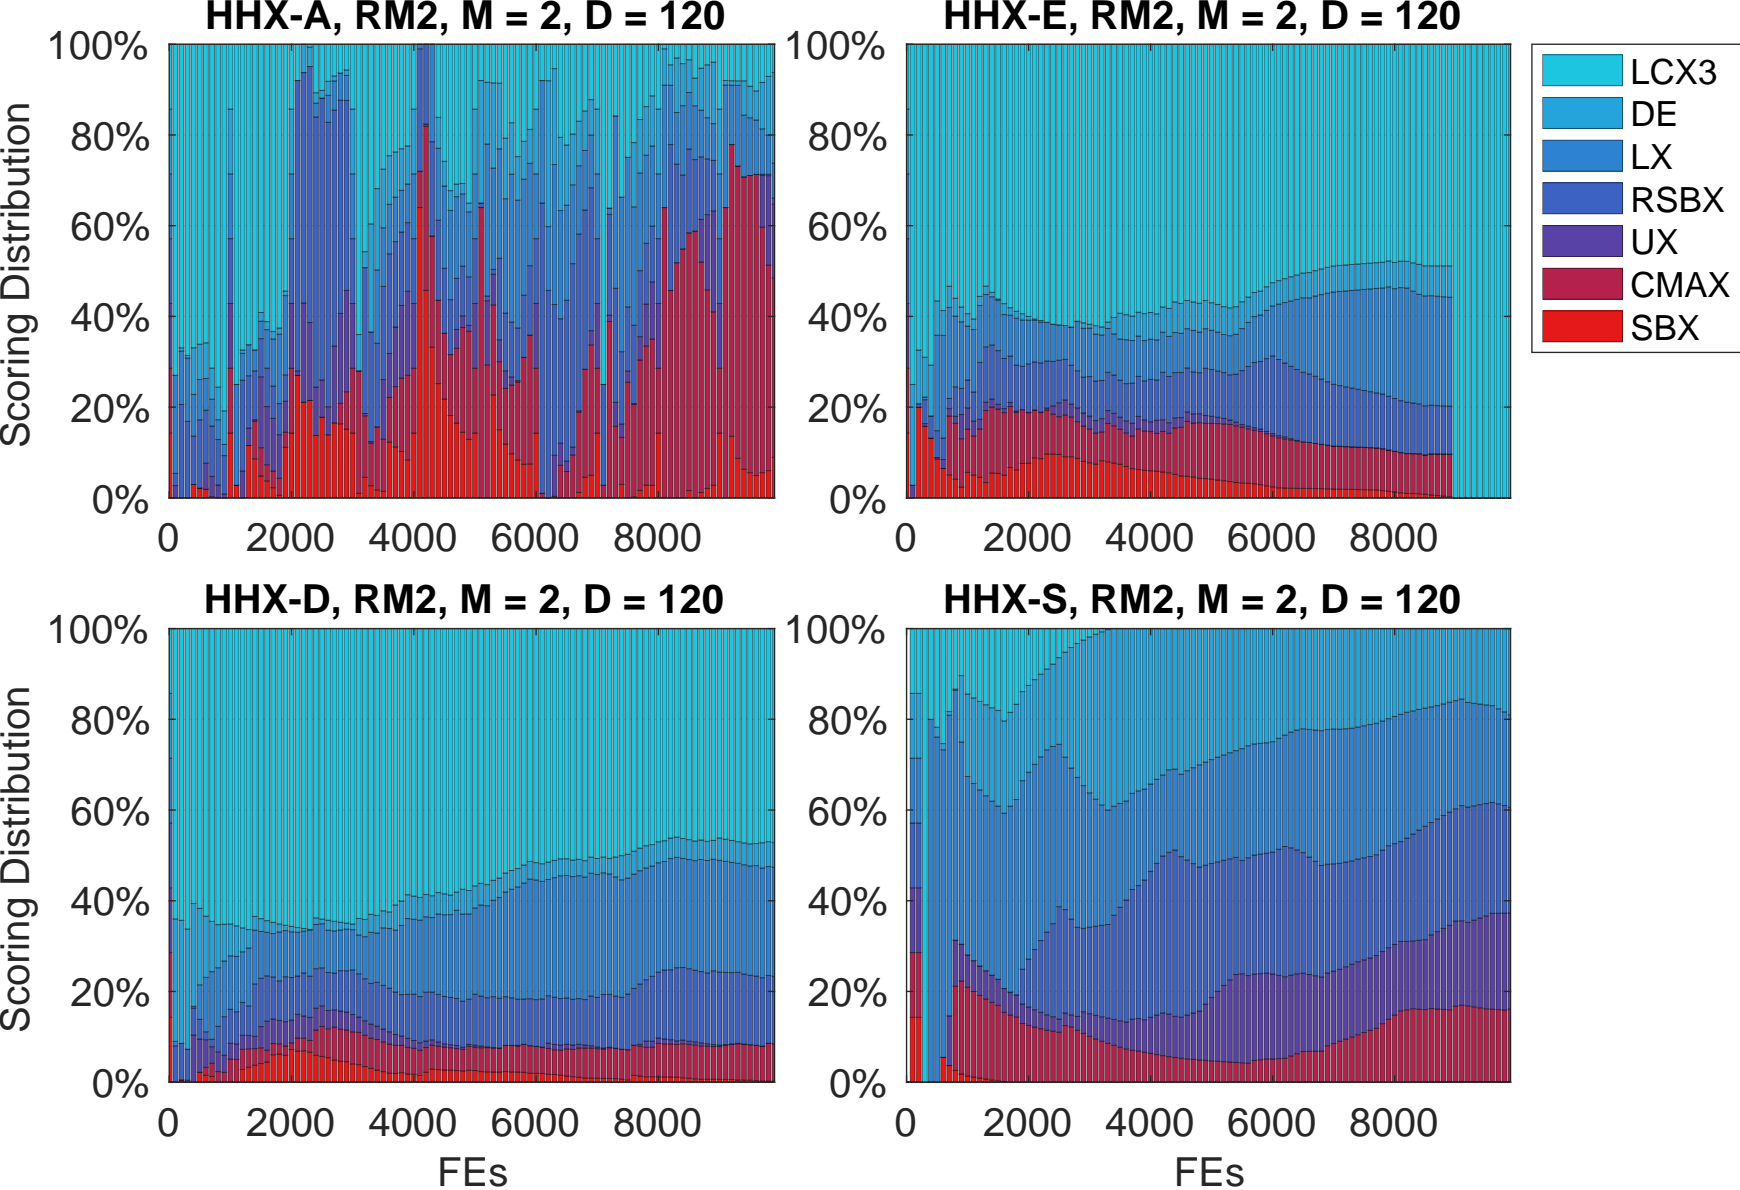 HHX-A, RM2, M = 2, D = 120
100%
80%
60%
40%
20%
0%
Scoring Distribution
0 2000 4000 6000 8000
HHX-E, RM2, M = 2, D = 120
100%
80%
60%
40%
20%
0%
0 2000 4000 6000 8000
LCX3
DE
LX
RSBX
UX
CMAX
SBX
HHX-D, RM2, M = 2, D = 120
100%
80%
60%
40%
20%
0%
Scoring Distribution
0 2000 4000 6000 8000
FEs
HHX-S, RM2, M = 2, D = 120
100%
80%
60%
40%
20%
0%
0 2000 4000 6000 8000
FEs